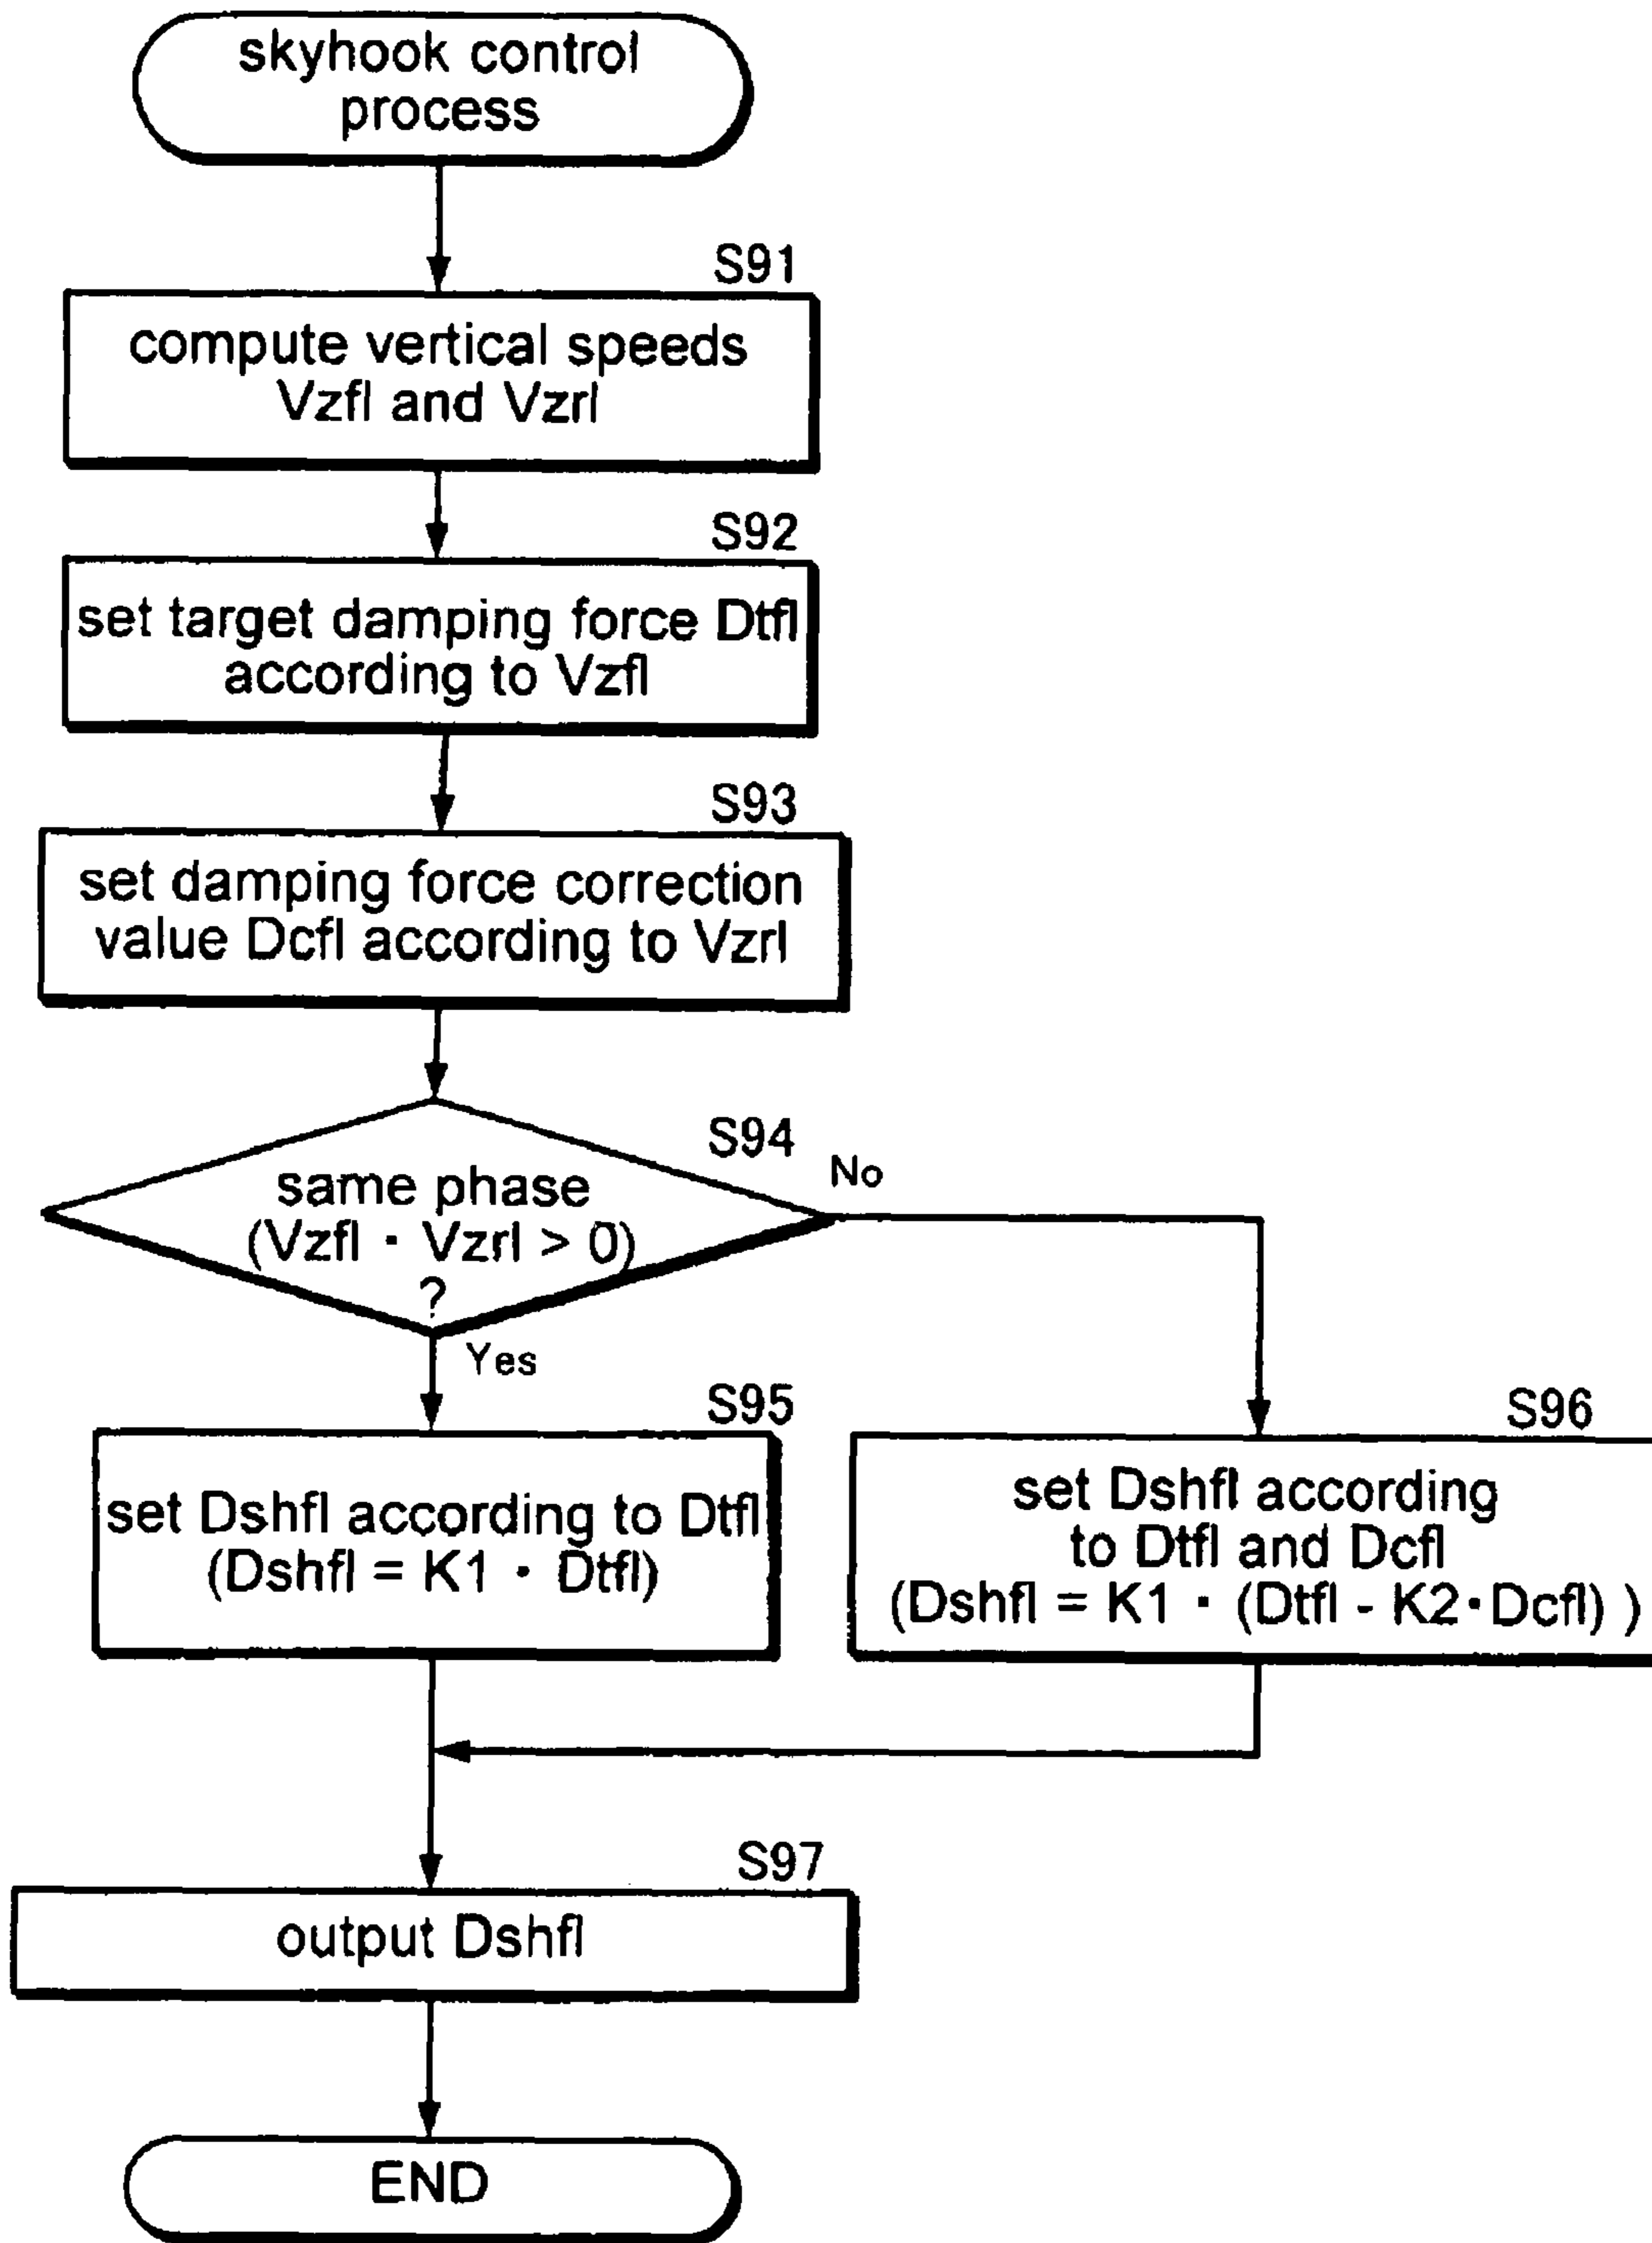 skyhook control
process
S91
compute vertical speeds
Vzfl and Vzrl
S92
set target damping force Dtfl
according to Vzfl
S93
set damping force correction
value Dcfl according to Vzrl
S94
same phase
(Vzfl · Vzrl > 0)
?
No
Yes
S95
set Dshfl according to Dtfl
(Dshfl = K1 · Dtfl)
S96
set Dshfl according
to Dtfl and Dcfl
(Dshfl = K1 · (Dtfl - K2·Dcfl) )
S97
output Dshfl
END